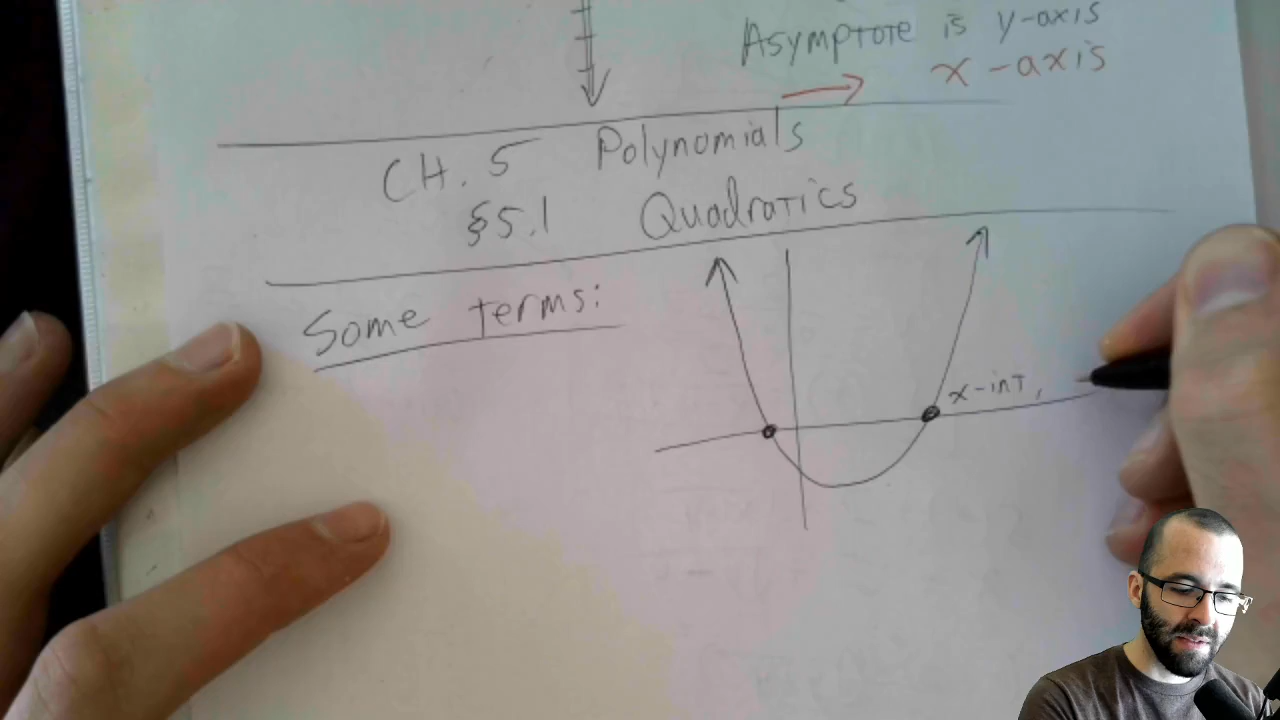 Asymptote is y-axis
x-axis
CH. 5 Polynomials
§5.1 Quadratics
Some terms:
x-int,